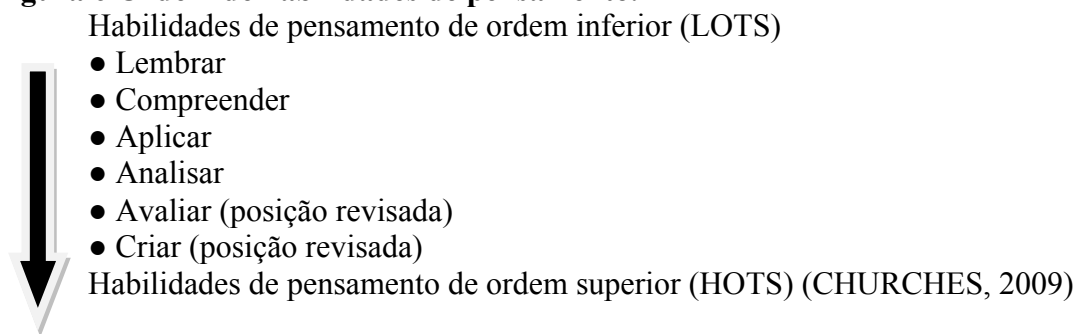 Habilidades de pensamento de ordem inferior (LOTS)
● Lembrar
● Compreender
● Aplicar
● Analisar
● Avaliar (posição revisada)
● Criar (posição revisada)
Habilidades de pensamento de ordem superior (HOTS) (CHURCHES, 2009)